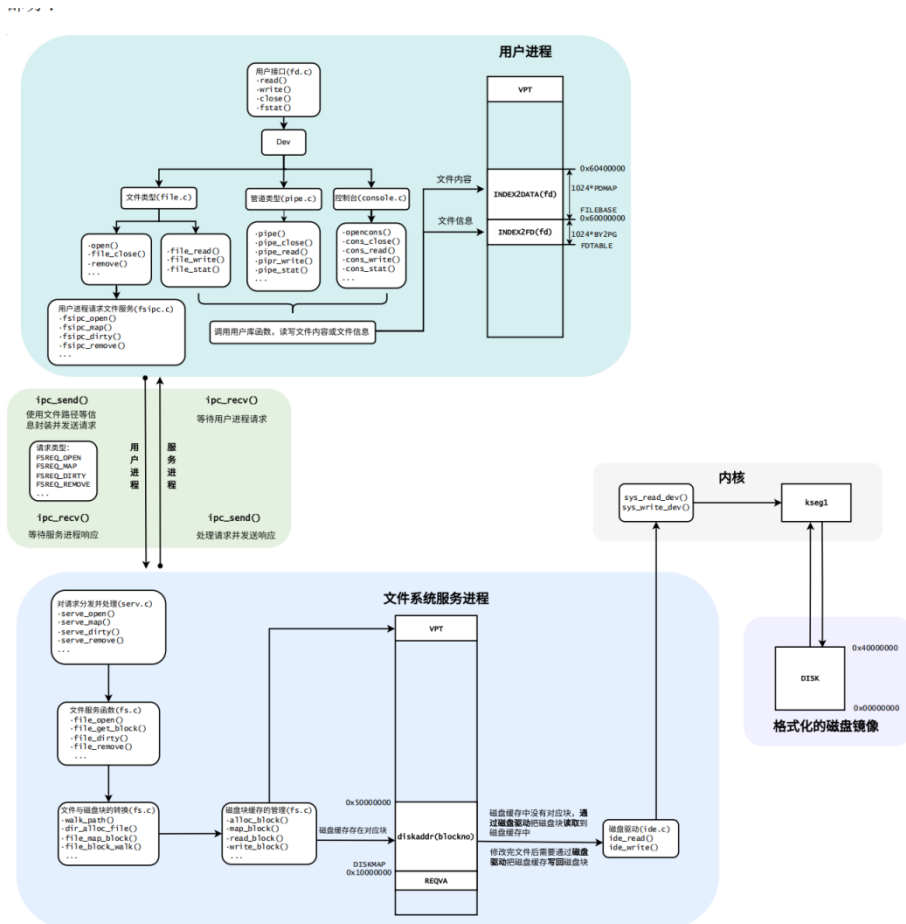 用户进程
用户接口(fd.c)
·read()
·write()
·close()
·fstat()
Dev
文件类型(file.c)
管道类型(pipe.c)
控制台(console.c)
·open()
·file_close()
·remove()
...
·file_read()
·file_write()
·file_stat()
·pipe()
·pipe_close()
·pipe_read()
·pipr_write()
·pipe_stat()
...
·opencons()
·cons_close()
·cons_read()
·cons_write()
·cons_stat()
...
用户进程请求文件服务(fsipc.c)
·fsipc_open()
·fsipc_map()
·fsipc_dirty()
·fsipc_remove()
...
调用用户库函数，读写文件内容或文件信息
文件内容
文件信息
VPT
INDEX2DATA(fd)
INDEX2FD(fd)
0x60400000
1024*PDMAP
FILEBASE
0x60000000
1024*BY2PG
FDTABLE
ipc_send()
使用文件路径等信
息封装并发送请求
请求类型:
FSREQ_OPEN
FSREQ_MAP
FSREQ_DIRTY
FSREQ_REMOVE
...
ipc_recv()
等待服务进程响应
用户进程
服务进程
ipc_recv()
等待用户进程请求
ipc_send()
处理请求并发送响应
内核
sys_read_dev()
sys_write_dev()
kseg1
文件系统服务进程
对请求分发并处理(serv.c)
·serve_open()
·serve_map()
·serve_dirty()
·serve_remove()
...
文件服务函数(fs.c)
·file_open()
·file_get_block()
·file_dirty()
·file_remove()
...
文件与磁盘块的转换(fs.c)
·walk_path()
·dir_alloc_file()
·file_map_block()
·file_block_walk()
...
磁盘块缓存的管理(fs.c)
·alloc_block()
·map_block()
·read_block()
·write_block()
...
磁盘缓存存在对应块
VPT
0x50000000
diskaddr(blockno)
DISKMAP
0x10000000
REQVA
磁盘缓存中没有对应块，通
过磁盘驱动把磁盘块读取到
磁盘缓存中
修改完文件后需要通过磁盘
驱动把磁盘缓存写回磁盘块
磁盘驱动(ide.c)
ide_read()
ide_write()
DISK
0x40000000
0x00000000
格式化的磁盘镜像